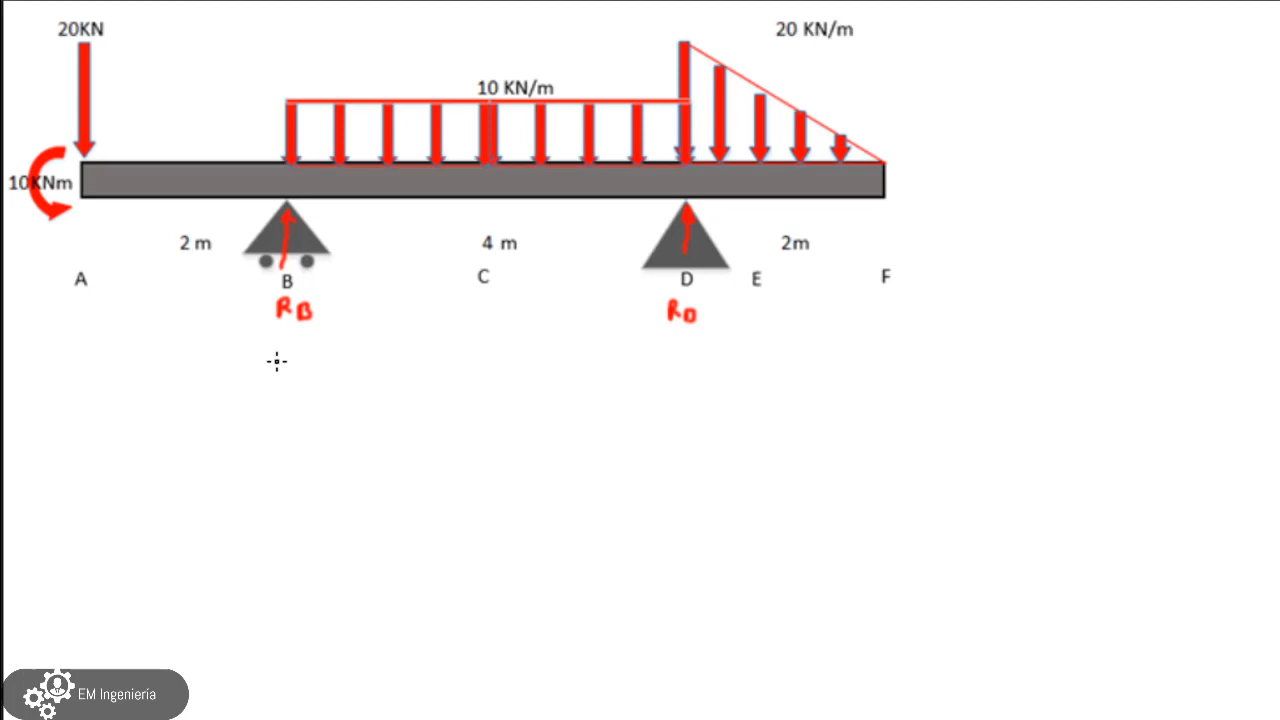 20KN
20 KN/m
10 KN/m
10KNm
2 m
4 m
2m
A
B
C
D
E
F
RB
RD
EM Ingeniería